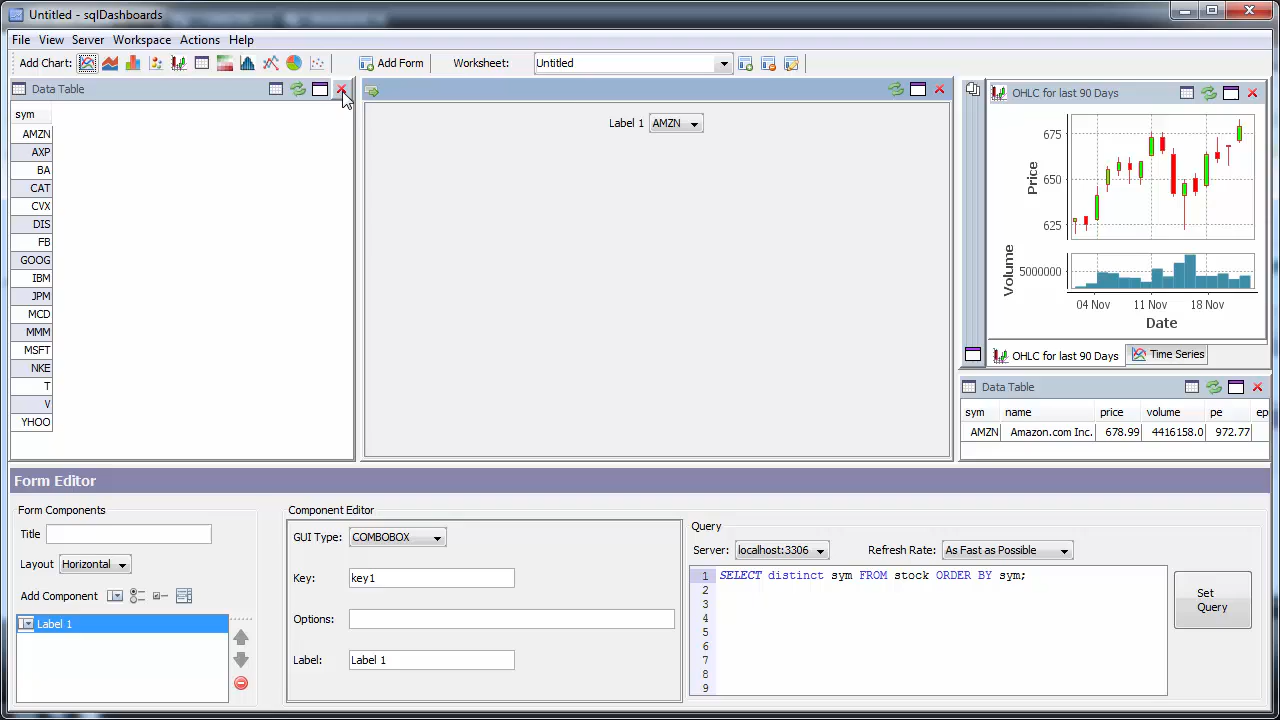 Untitled - sqlDashboards
File View Server Workspace Actions Help
Add Chart: Add Form Worksheet: Untitled
Data Table
sym
AMZN
AXP
BA
CAT
CVX
DIS
FB
GOOG
IBM
JPM
MCD
MMM
MSFT
NKE
T
V
YHOO
Label 1 AMZN
OHLC for last 90 Days
Price
675
650
625
Volume
5000000
04 Nov 11 Nov 18 Nov
Date
OHLC for last 90 Days Time Series
Data Table
sym name price volume pe ep
AMZN Amazon.com Inc. 678.99 4416158.0 972.77
Form Editor
Form Components
Title
Layout Horizontal
Add Component
Label 1
Component Editor
GUI Type: COMBOBOX
Key: key1
Options:
Label: Label 1
Query
Server: localhost:3306 Refresh Rate: As Fast as Possible
1 SELECT distinct sym FROM stock ORDER BY sym;
2
3
4
5
6
7
8
9
Set
Query